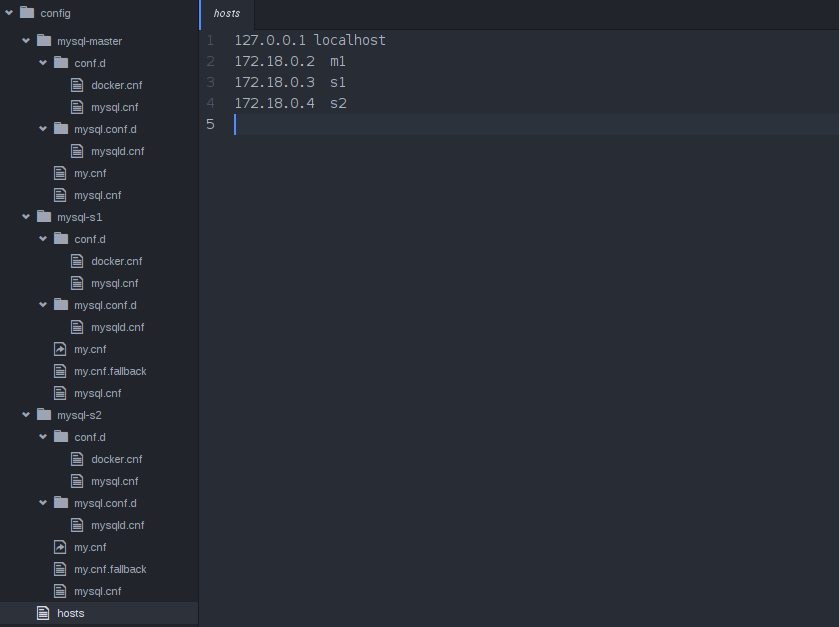 config
mysql-master
conf.d
docker.cnf
mysql.cnf
mysql.conf.d
mysqld.cnf
my.cnf
mysql.cnf
mysql-s1
conf.d
docker.cnf
mysql.cnf
mysql.conf.d
mysqld.cnf
my.cnf
my.cnf.fallback
mysql.cnf
mysql-s2
conf.d
docker.cnf
mysql.cnf
mysql.conf.d
mysqld.cnf
my.cnf
my.cnf.fallback
mysql.cnf
hosts
hosts
1 127.0.0.1 localhost
2 172.18.0.2 m1
3 172.18.0.3 s1
4 172.18.0.4 s2
5